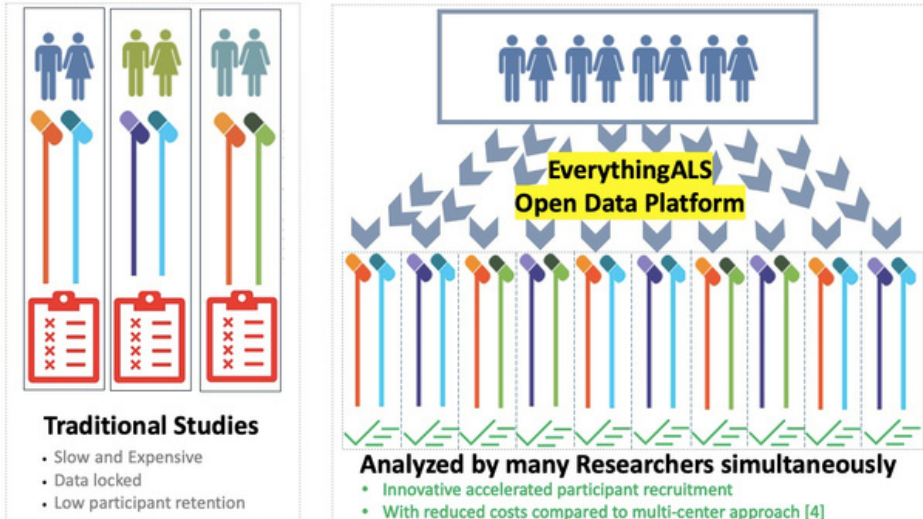 EverythingALS
Open Data Platform
Traditional Studies
• Slow and Expensive
• Data locked
• Low participant retention
Analyzed by many Researchers simultaneously
• Innovative accelerated participant recruitment
• With reduced costs compared to multi-center approach [4]